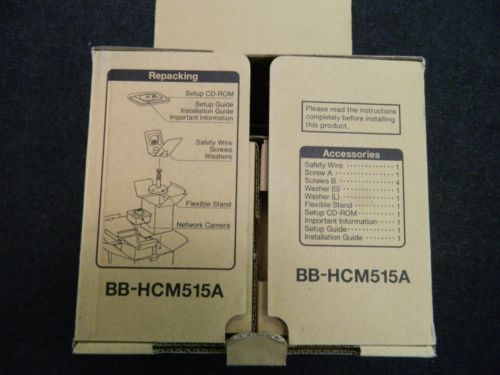 Repacking
Setup CD-ROM
Setup Guide
Installation Guide
Important Information
Safety Wire
Screws
Washers
Flexible Stand
Network Camera
BB-HCM515A
Please read the instructions
completely before installing
this product.
Accessories
Safety Wire 1
Screw A 1
Screws B 4
Washer (S) 1
Washer (L) 1
Flexible Stand 1
Setup CD-ROM 1
Important Information 1
Setup Guide 1
Installation Guide 1
BB-HCM515A